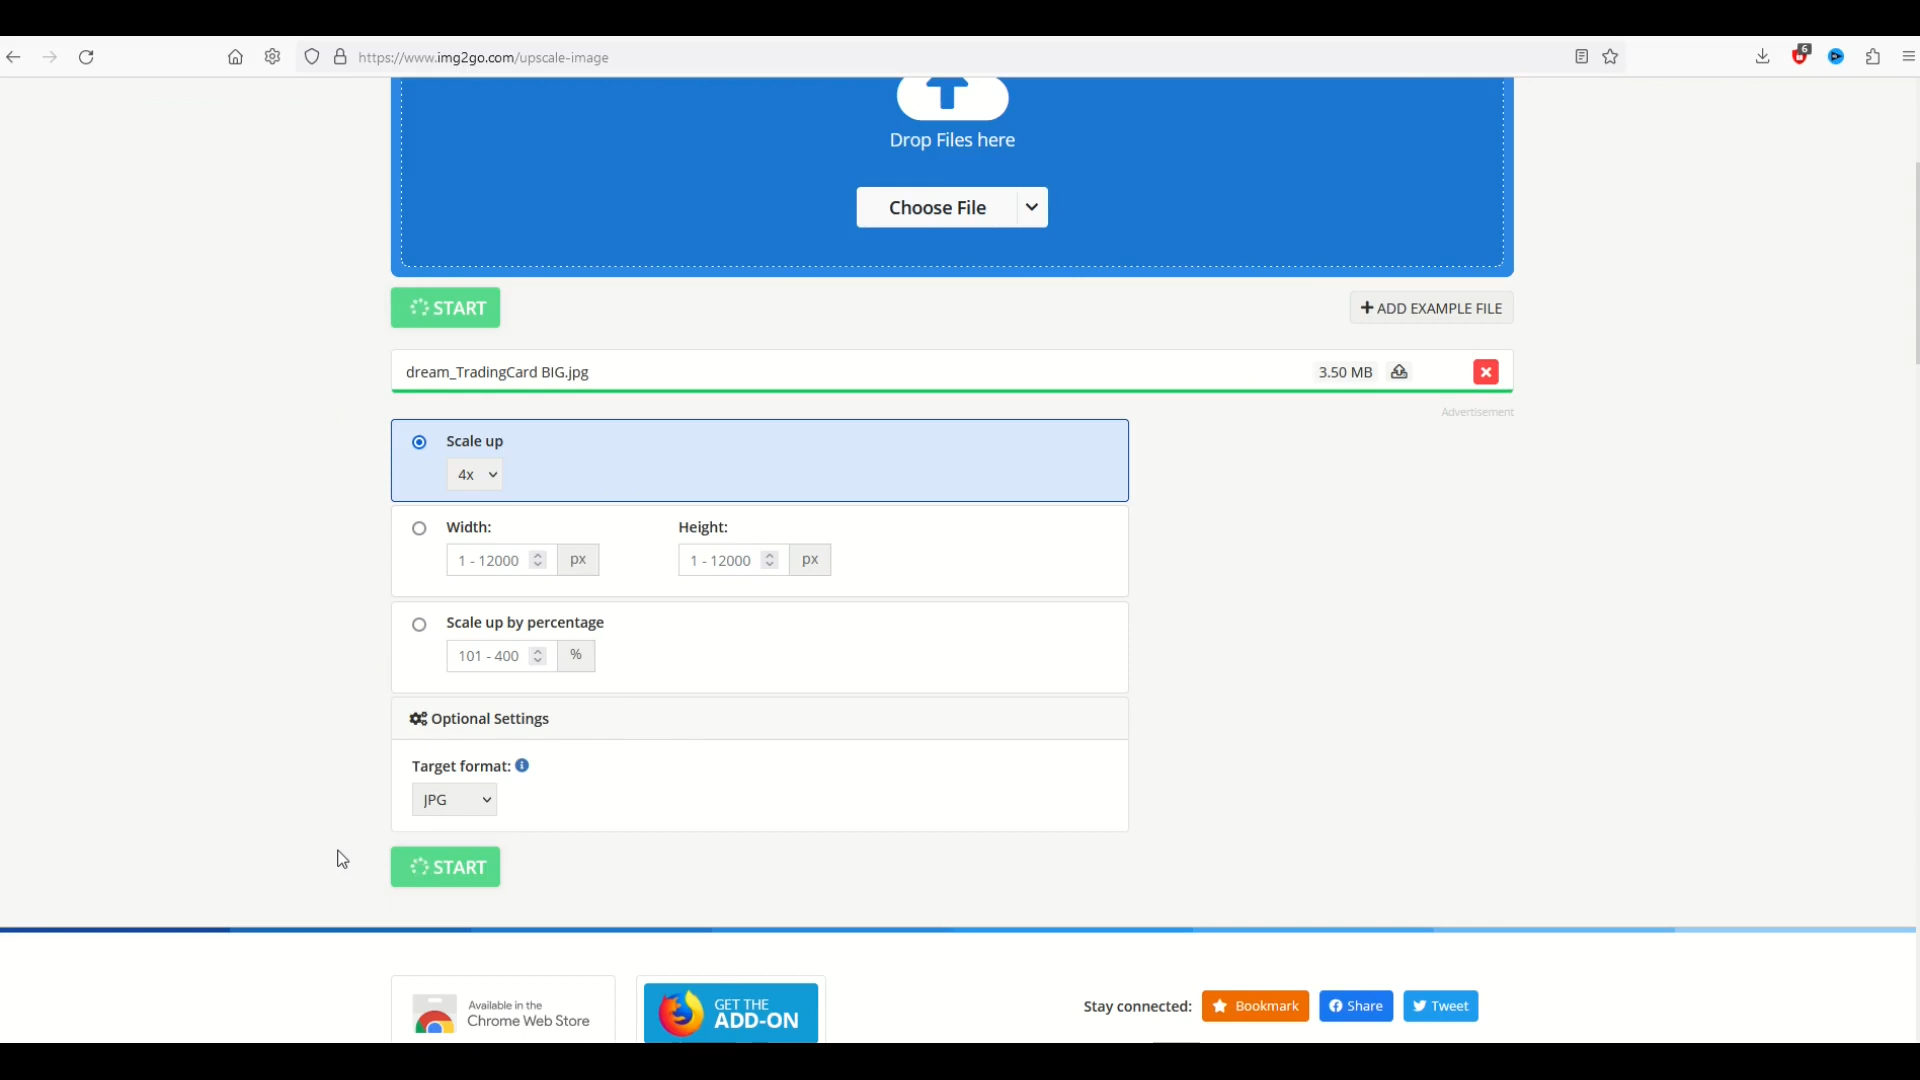 https://www.img2go.com/upscale-image
6
Drop Files here
Choose File
START
+ ADD EXAMPLE FILE
dream_TradingCard BIG.jpg
3.50 MB
Advertisement
Scale up
4x
Width:
Height:
1 - 12000
px
1 - 12000
px
Scale up by percentage
101 - 400
%
Optional Settings
Target format:
JPG
START
Available in the
Chrome Web Store
GET THE
ADD-ON
Stay connected:
Bookmark
Share
Tweet